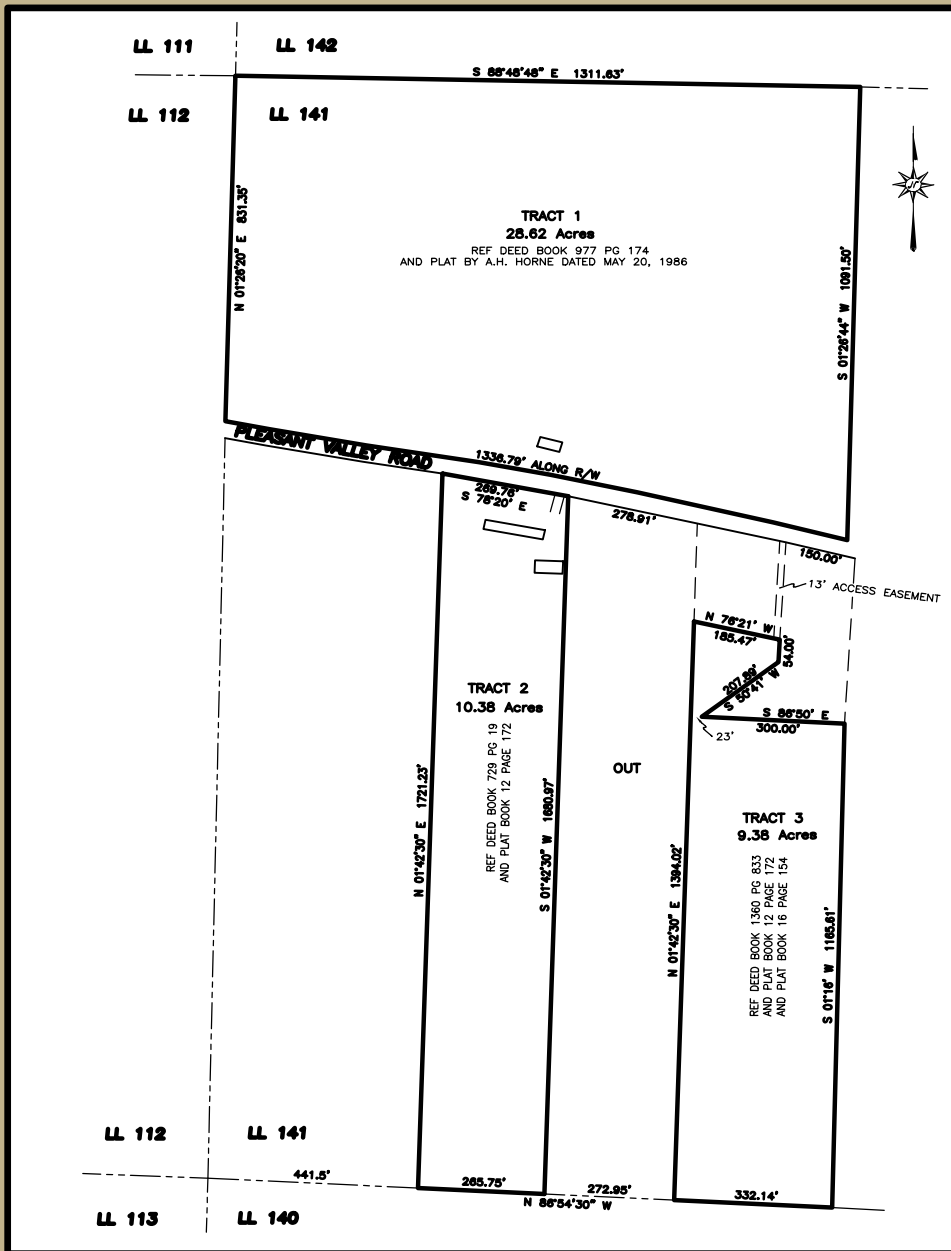 LL 111
LL 142
S 88°48'48" E 1311.63'
LL 112
LL 141
N 01°26'20" E 831.35'
TRACT 1
28.62 Acres
REF DEED BOOK 977 PG 174
AND PLAT BY A.H. HORNE DATED MAY 20, 1986
S 01°26'44" W 1091.50'
PLEASANT VALLEY ROAD
1336.79' ALONG R/W
269.76'
S 78°20' E
278.91'
150.00'
13' ACCESS EASEMENT
N 76°21' W
185.47'
54.00'
207.89'
S 50°41' W
S 86°50' E
300.00'
23'
TRACT 2
10.38 Acres
REF DEED BOOK 729 PG 19
AND PLAT BOOK 12 PAGE 172
N 01°42'30" E 1721.23'
S 01°42'30" W 1680.97'
OUT
N 01°42'30" E 1394.02'
TRACT 3
9.38 Acres
REF DEED BOOK 1360 PG 833
AND PLAT BOOK 12 PAGE 172
AND PLAT BOOK 16 PAGE 154
S 01°16' W 1165.61'
LL 112
LL 141
441.5'
265.75'
272.95'
332.14'
N 86°54'30" W
LL 113
LL 140